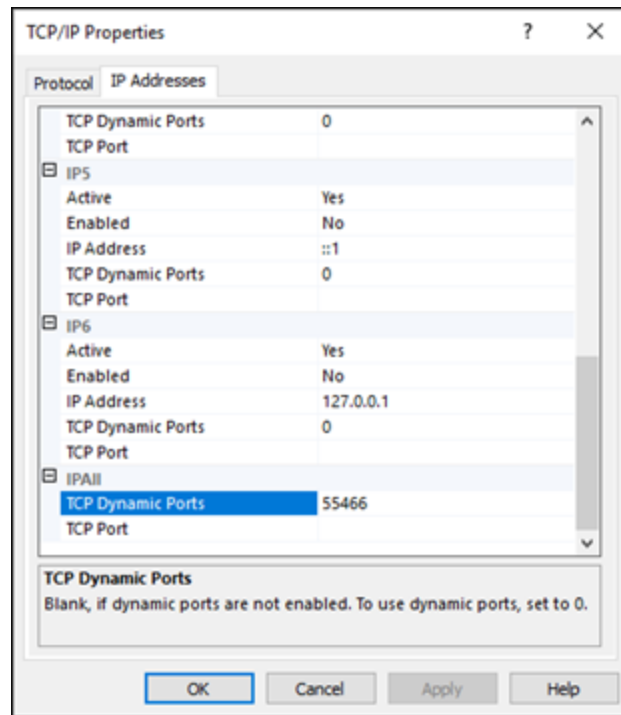 TCP/IP Properties ?
Protocol IP Addresses
TCP Dynamic Ports 0
TCP Port
IP5
Active Yes
Enabled No
IP Address ::1
TCP Dynamic Ports 0
TCP Port
IP6
Active Yes
Enabled No
IP Address 127.0.0.1
TCP Dynamic Ports 0
TCP Port
IPAll
TCP Dynamic Ports 55466
TCP Port
TCP Dynamic Ports
Blank, if dynamic ports are not enabled. To use dynamic ports, set to 0.
OK Cancel Apply Help